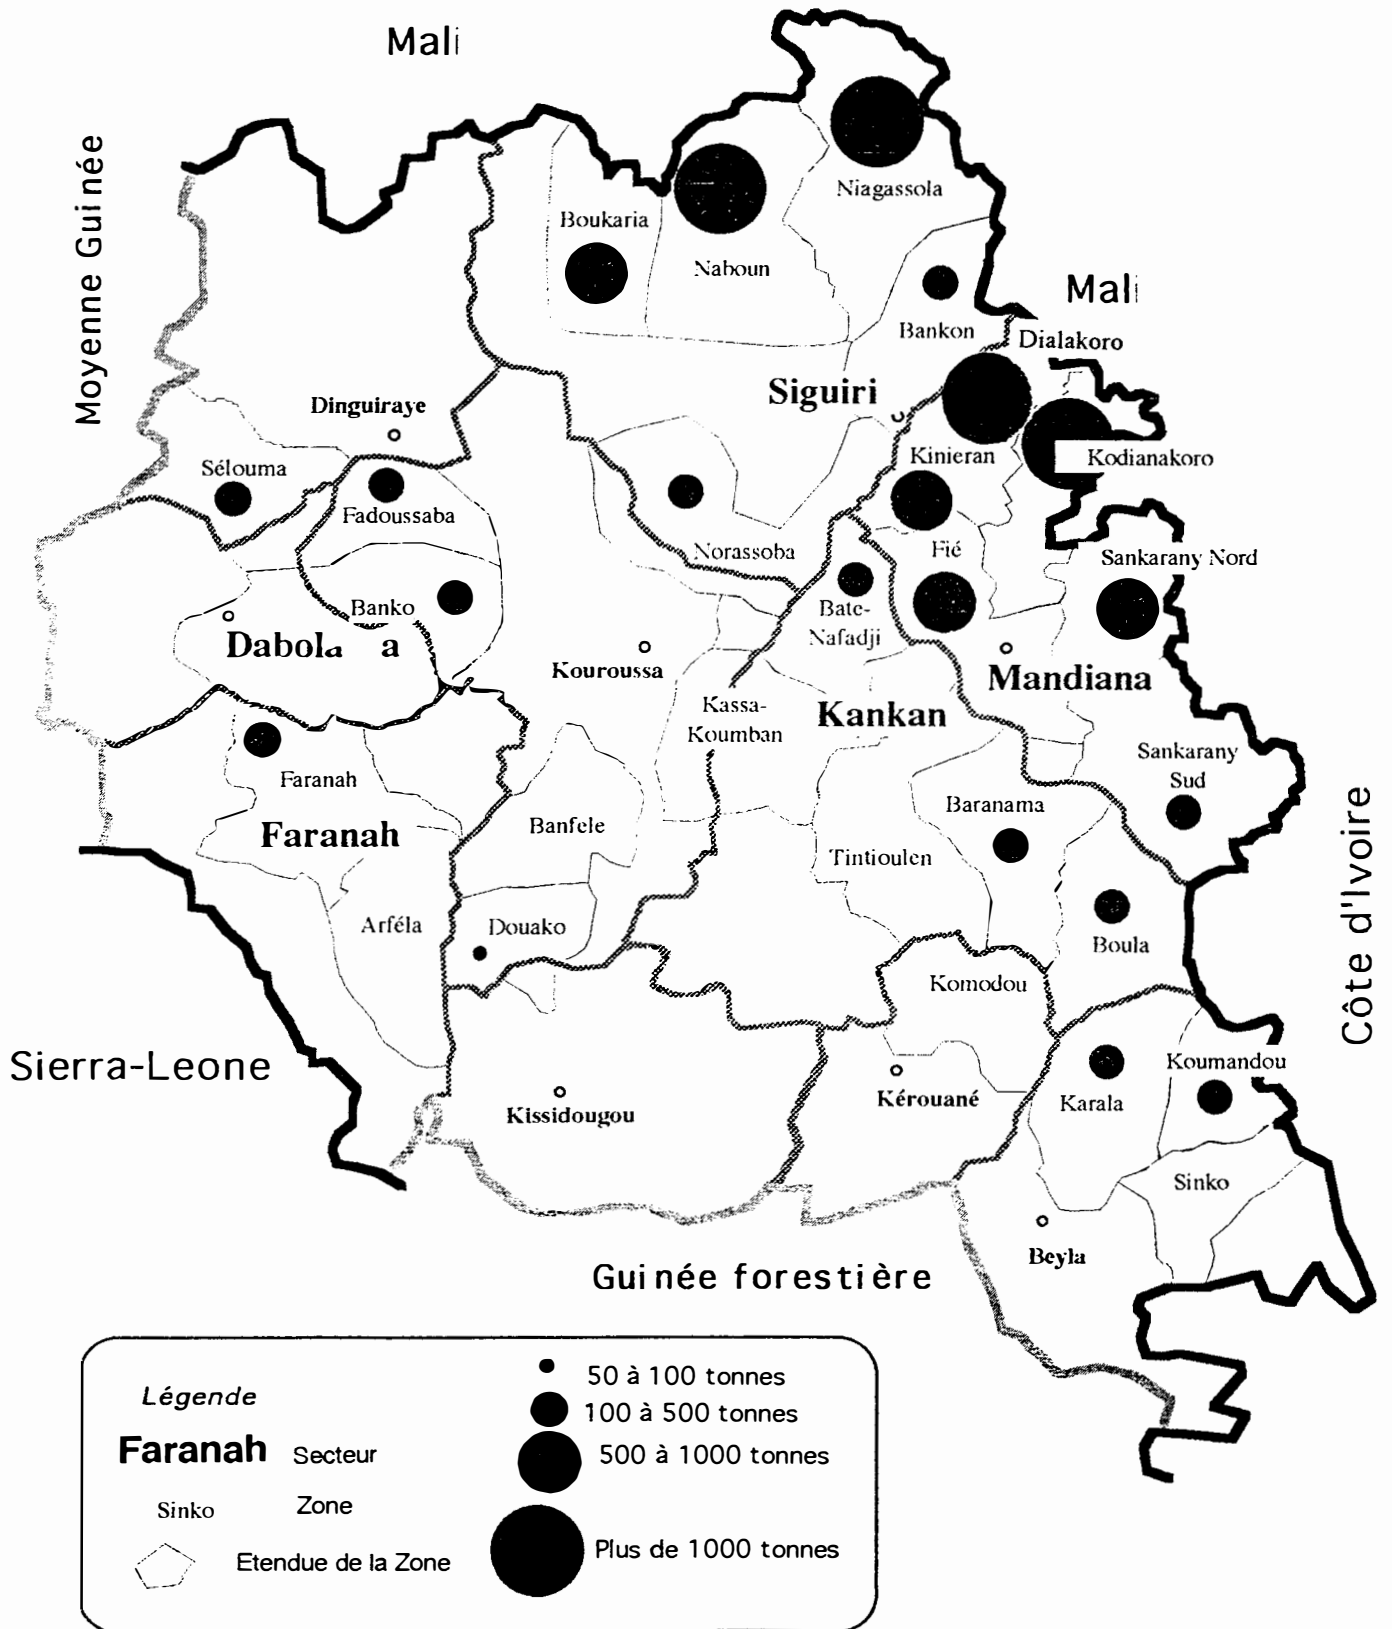 Mali
Moyenne Guinée
Niagassola
Boukaria
Naboun
Mali
Bankon
Dialakoro
Siguiri
Dinguiraye
Kinieran
Kodianakoro
Sélouma
Fadoussaba
Norassoba
Fié
Sankarany Nord
Banko
Bate-
Nafadji
Dabola a
Kouroussa
Mandiana
Kassa-
Koumban
Kankan
Sankarany
Sud
Faranah
Baranama
Banfele
Faranah
Tintioulen
Côte d'Ivoire
Arféla
Douako
Boula
Komodou
Sierra-Leone
Koumandou
Kissidougou
Kérouané
Karala
Sinko
Beyla
Guinée forestière
Légende
50 à 100 tonnes
100 à 500 tonnes
Faranah Secteur
500 à 1000 tonnes
Sinko Zone
Etendue de la Zone
Plus de 1000 tonnes